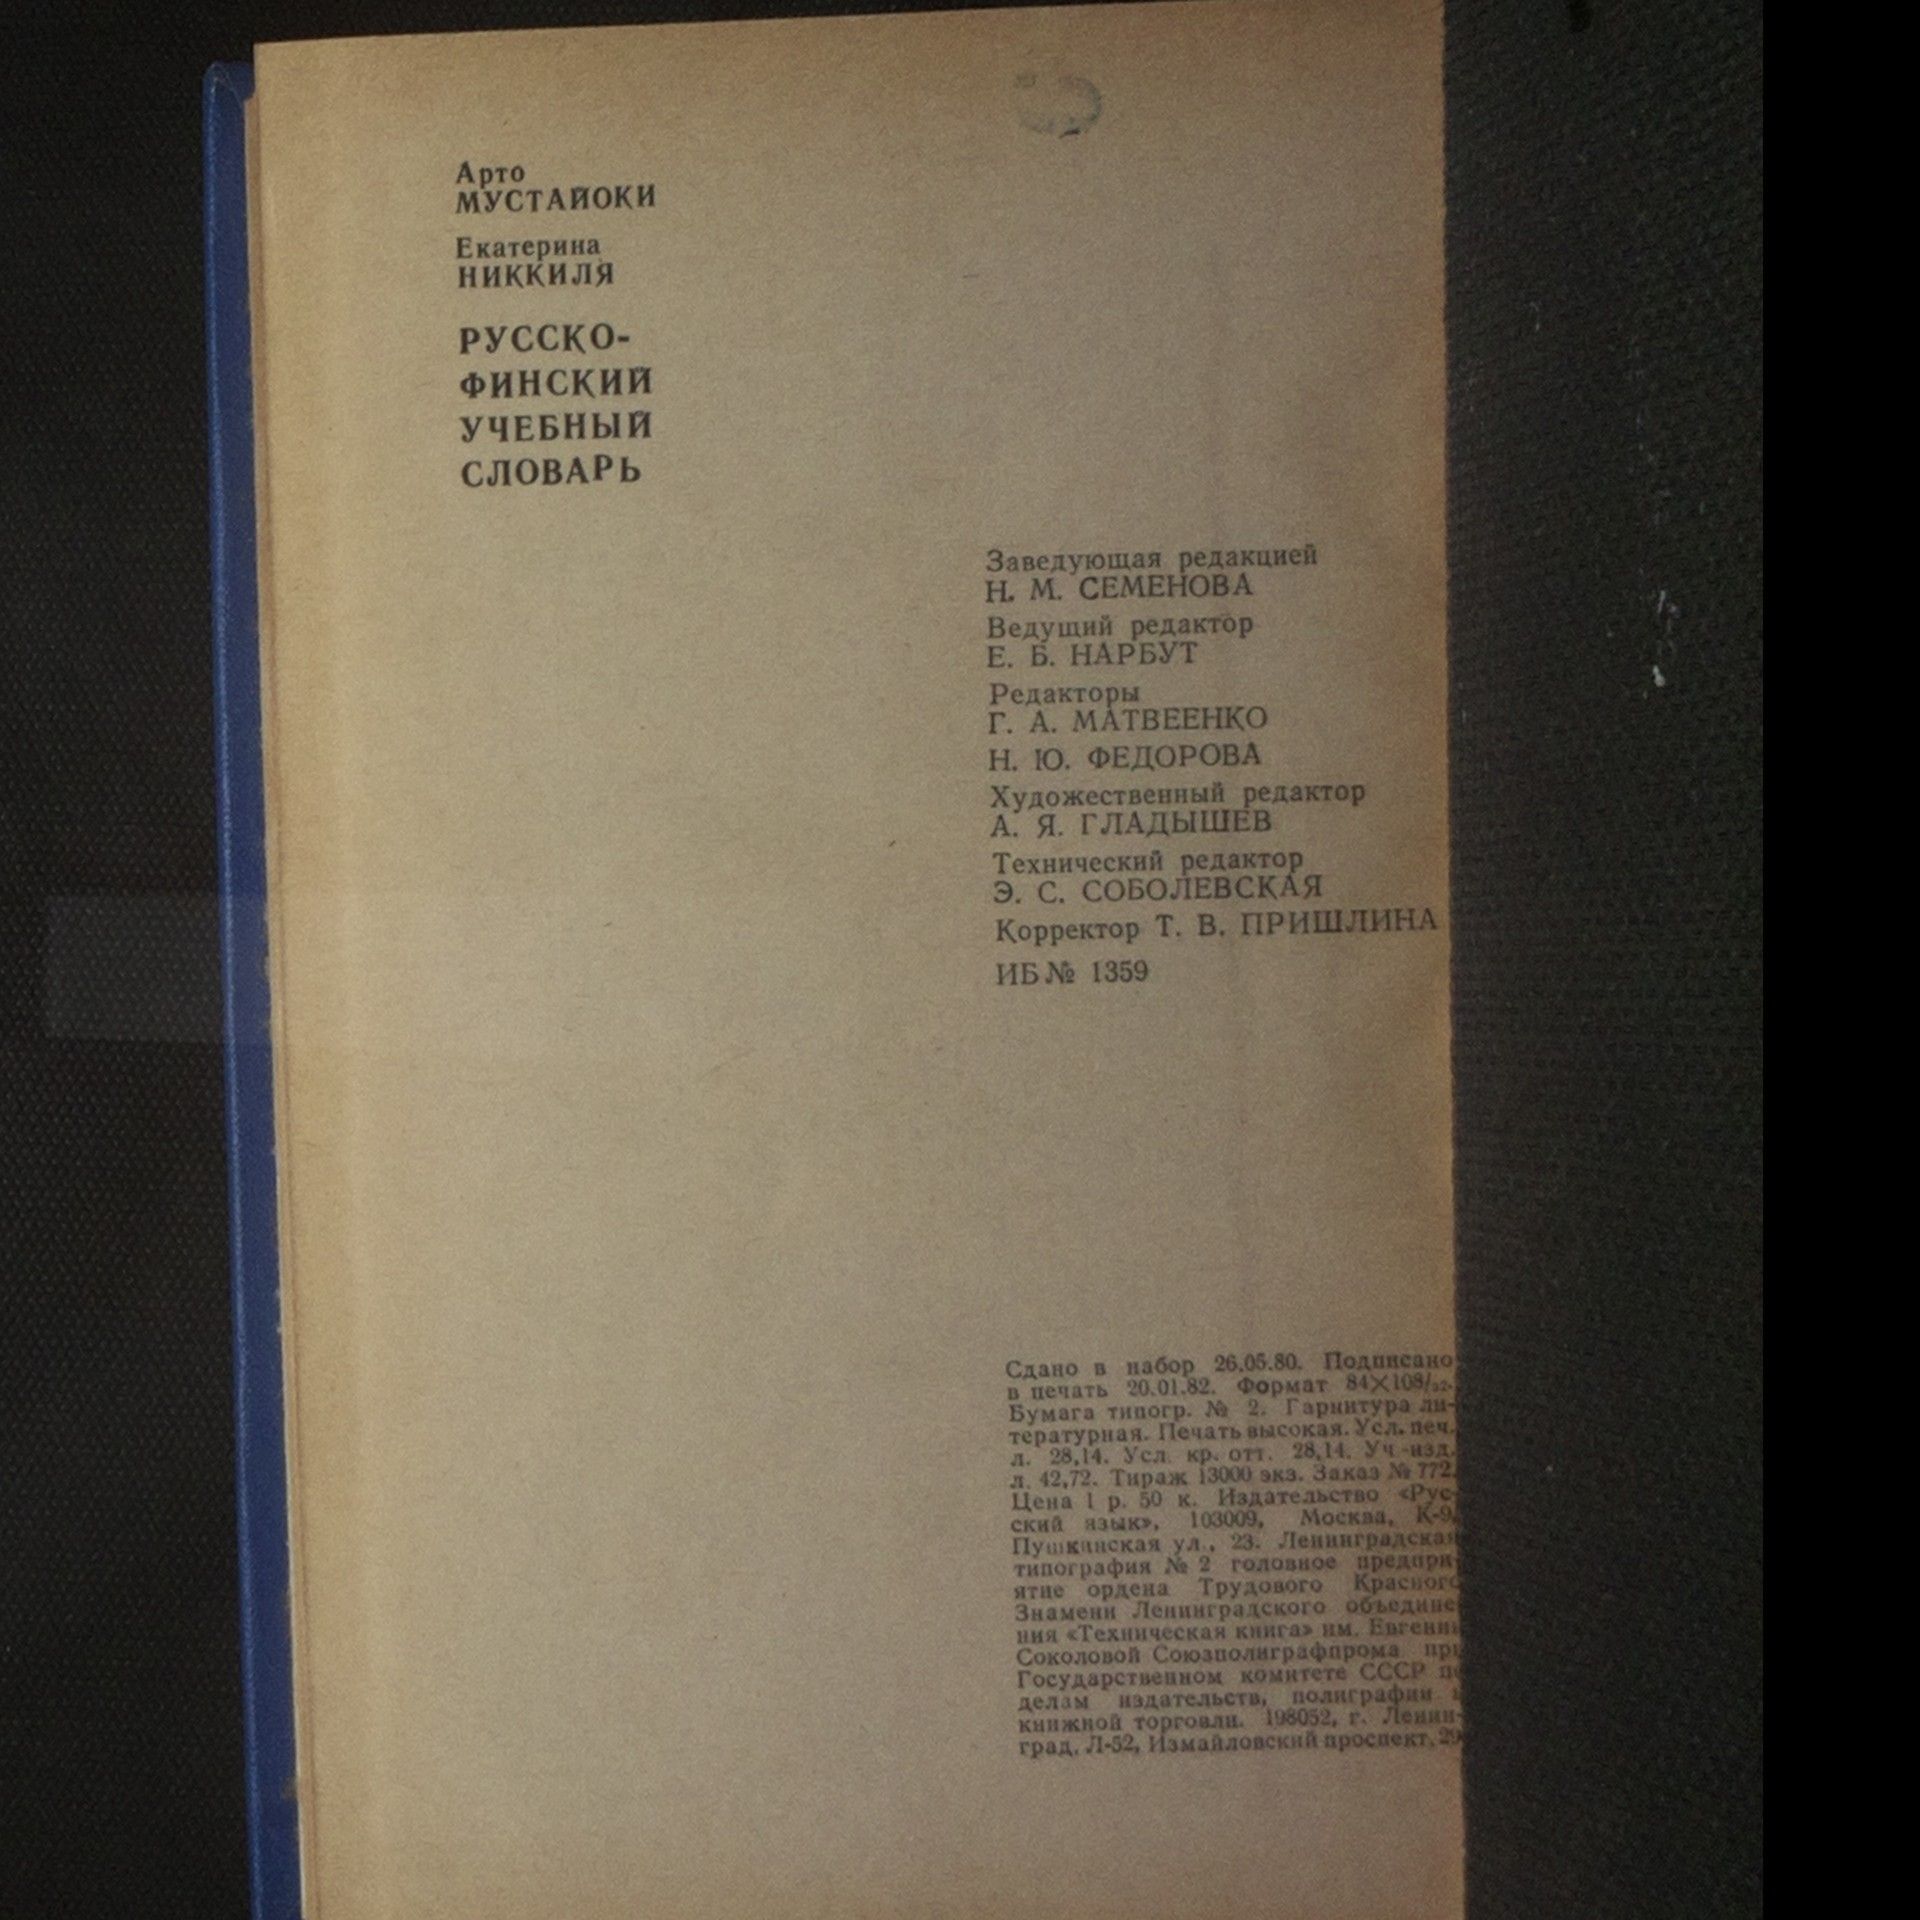 Арто
МУСТАЙОКИ
Екатерина
НИККИЛЯ
РУССКО-
ФИНСКИЙ
УЧЕБНЫЙ
СЛОВАРЬ
Заведующая редакцией
Н. М. СЕМЕНОВА
Ведущий редактор
Е. Б. НАРБУТ
Редакторы
Г. А. МАТВЕЕНКО
Н. Ю. ФЕДОРОВА
Художественный редактор
А. Я. ГЛАДЫШЕВ
Технический редактор
Э. С. СОБОЛЕВСКАЯ
Корректор Т. В. ПРИШЛИНА
ИБ № 1359
Сдано в набор 26.05.80. Подписано
в печать 20.01.82. Формат 84×108/32.
Бумага типогр. № 2. Гарнитура ли-
тературная. Печать высокая. Усл. печ.
л. 28,14. Усл. кр. отт. 28,14. Уч-изд.
л. 42,72. Тираж 13000 экз. Заказ № 772.
Цена 1 р. 50 к. Издательство «Рус-
ский язык», 103009, Москва, К-9,
Пушкинская ул., 23. Ленинградская
типография № 2 головное предпри-
ятие ордена Трудового Красного
Знамени Ленинградского объедине-
ния «Техническая книга» им. Евгении
Соколовой Союзполиграфпрома при
Государственном комитете СССР по
делам издательств, полиграфии и
книжной торговли. 198052, г. Ленин-
град, Л-52, Измайловский проспект, 29